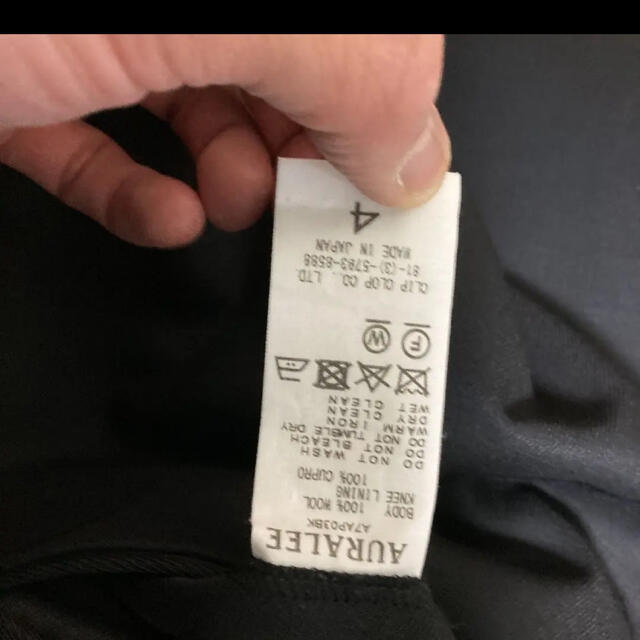 AURALEE
A7AP03BK
BODY 100% WOOL
KNEE LINING 100% CUPRO
DO NOT WASH
DO NOT BLEACH
DO NOT TUMBLE DRY
WARM IRON
DRY CLEAN
WET CLEAN
F W
CLIP CLOP CO., LTD
81-(3)-5783-8588
MADE IN JAPAN
4